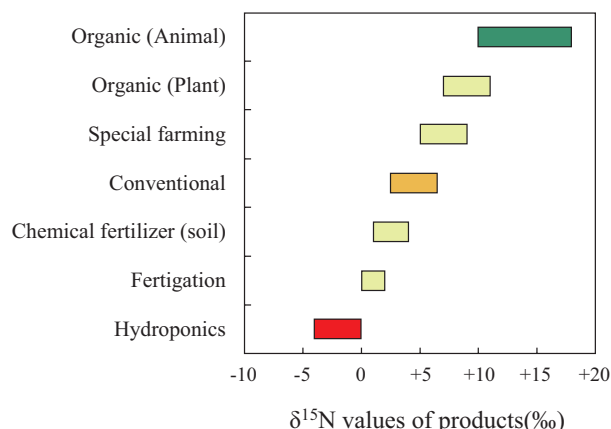 Organic (Animal)
Organic (Plant)
Special farming
Conventional
Chemical fertilizer (soil)
Fertigation
Hydroponics
-10 -5 0 +5 +10 +15 +20
δ¹⁵N values of products(‰)